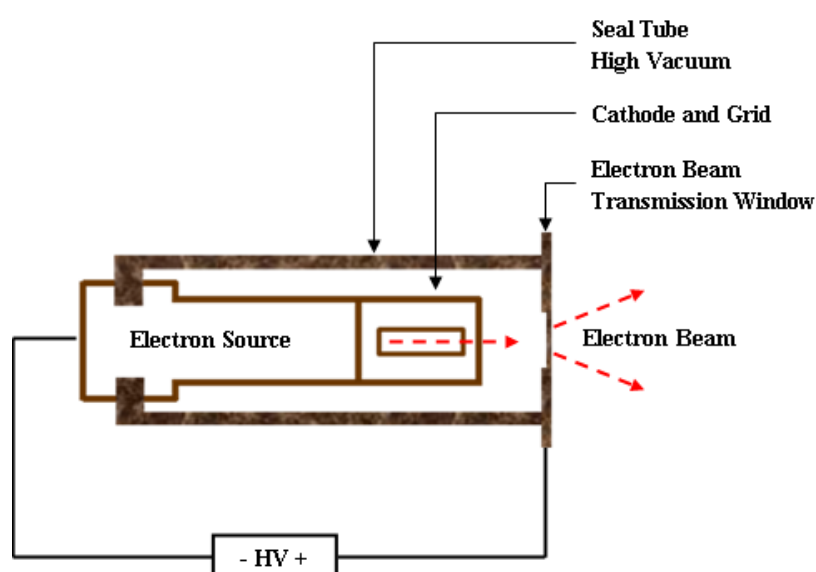 Seal Tube
High Vacuum
Cathode and Grid
Electron Beam
Transmission Window
Electron Source
Electron Beam
- HV +